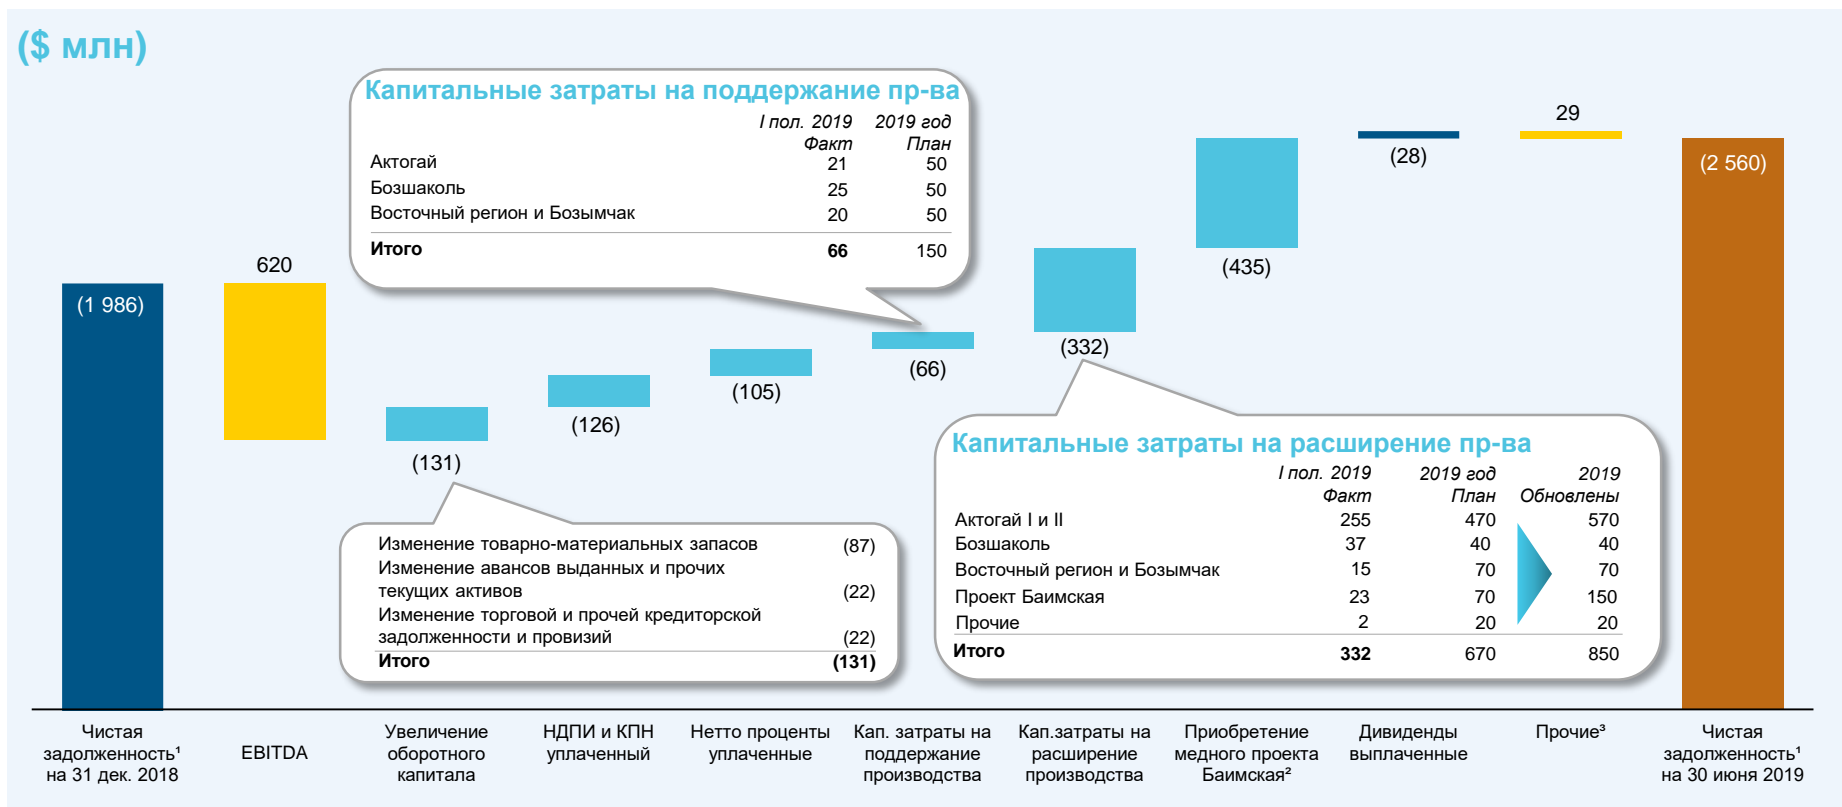 ($ млн)
Капитальные затраты на поддержание пр-ва
I пол. 2019 2019 год
Факт План
Актогай 21 50
Бозшаколь 25 50
Восточный регион и Бозымчак 20 50
Итого 66 150
(1 986)
620
(131)
(126)
(105)
(66)
(332)
(435)
(28)
29
(2 560)
Изменение товарно-материальных запасов (87)
Изменение авансов выданных и прочих
текущих активов (22)
Изменение торговой и прочей кредиторской
задолженности и провизий (22)
Итого (131)
Капитальные затраты на расширение пр-ва
I пол. 2019 2019 год 2019
Факт План Обновлены
Актогай I и II 255 470 570
Бозшаколь 37 40 40
Восточный регион и Бозымчак 15 70 70
Проект Баимская 23 70 150
Прочие 2 20 20
Итого 332 670 850
Чистая
задолженность¹
на 31 дек. 2018
EBITDA
Увеличение
оборотного
капитала
НДПИ и КПН
уплаченный
Нетто проценты
уплаченные
Кап. затраты на
поддержание
производства
Кап.затраты на
расширение
производства
Приобретение
медного проекта
Баимская²
Дивиденды
выплаченные
Прочие³
Чистая
задолженность¹
на 30 июня 2019